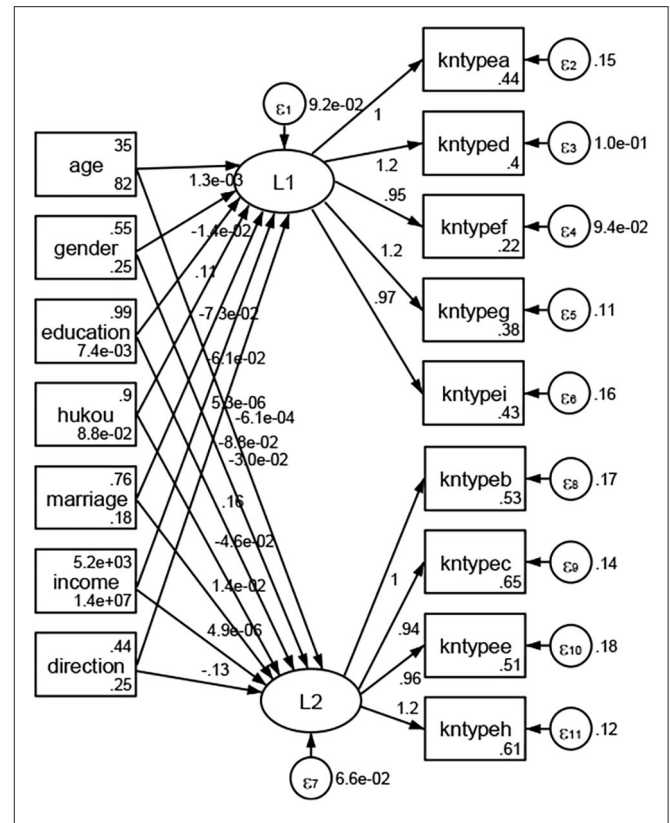 35
age
82
.55
gender
.25
.99
education
7.4e-03
.9
hukou
8.8e-02
.76
marriage
.18
5.2e+03
income
1.4e+07
.44
direction
.25
ε1
9.2e-02
L1
1.3e-03
-1.4e-02
.11
-7.3e-02
-6.1e-02
5.3e-06
-6.1e-04
-8.8e-02
-3.0e-02
.16
-4.6e-02
1.4e-02
4.9e-06
-.13
L2
ε7
6.6e-02
1
1.2
.95
1.2
.97
kntypea
.44
ε2
.15
kntyped
.4
ε3
1.0e-01
kntypef
.22
ε4
9.4e-02
kntypeg
.38
ε5
.11
kntypei
.43
ε6
.16
1
.94
.96
1.2
kntypeb
.53
ε8
.17
kntypec
.65
ε9
.14
kntypee
.51
ε10
.18
kntypeh
.61
ε11
.12